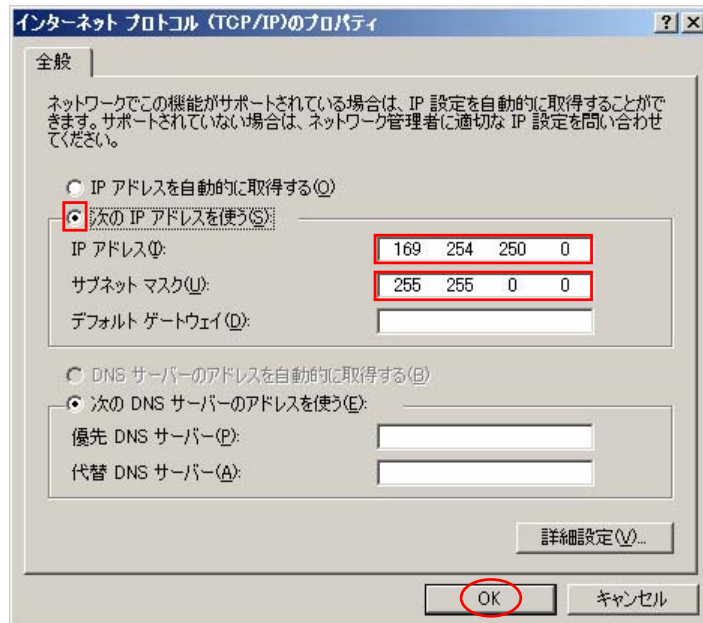 インターネット プロトコル (TCP/IP)のプロパティ
全般
ネットワークでこの機能がサポートされている場合は、IP 設定を自動的に取得することがで
きます。サポートされていない場合は、ネットワーク管理者に適切な IP 設定を問い合わせ
てください。
IP アドレスを自動的に取得する(O)
次の IP アドレスを使う(S):
IP アドレス(I): 169 254 250 0
サブネット マスク(U): 255 255 0 0
デフォルト ゲートウェイ(D):
DNS サーバーのアドレスを自動的に取得する(B)
次の DNS サーバーのアドレスを使う(E):
優先 DNS サーバー(P):
代替 DNS サーバー(A):
詳細設定(V)...
OK キャンセル